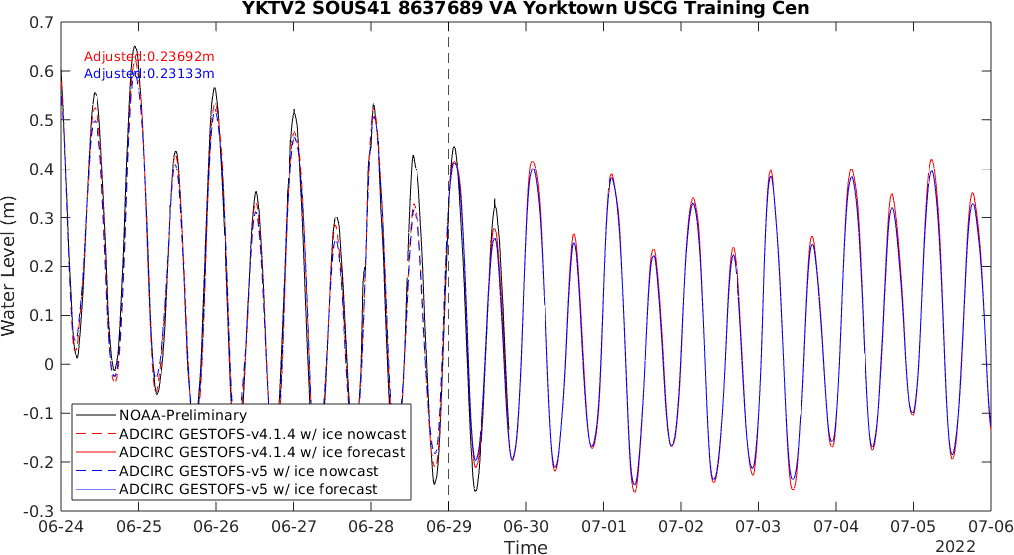 YKTV2 SOUS41 8637689 VA Yorktown USCG Training Cen
Adjusted:0.23692m
Adjusted:0.23133m
Water Level (m)
0.7
0.6
0.5
0.4
0.3
0.2
0.1
0
-0.1
-0.2
-0.3
NOAA-Preliminary
ADCIRC GESTOFS-v4.1.4 w/ ice nowcast
ADCIRC GESTOFS-v4.1.4 w/ ice forecast
ADCIRC GESTOFS-v5 w/ ice nowcast
ADCIRC GESTOFS-v5 w/ ice forecast
06-24 06-25 06-26 06-27 06-28 06-29 06-30 07-01 07-02 07-03 07-04 07-05 07-06
Time
2022